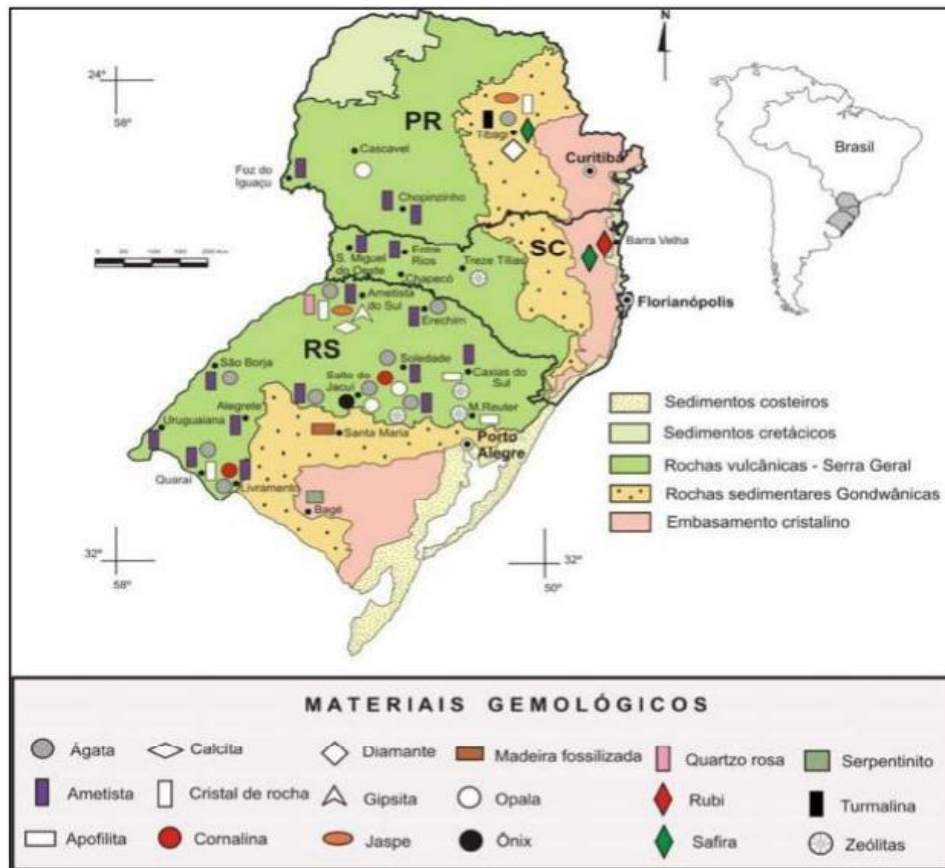 N
24°
58°
PR
Tibagi
Curitiba
Brasil
Cascavel
Foz do
Iguaçu
Chopinzinho
SC
Barra Velha
S. Miguel
do Oeste
Entre
Rios
Treze Tílias
Chapecó
Florianópolis
Ametista
do Sul
Erechim
RS
São Borja
Soledade
Salto do
Jacuí
Caxias do
Sul
Alegrete
Uruguaiana
M.Reuter
Santa Maria
Porto
Alegre
Quaraí
Livramento
Bagé
32°
58°
32°
50°
Sedimentos costeiros
Sedimentos cretácicos
Rochas vulcânicas - Serra Geral
Rochas sedimentares Gondwânicas
Embasamento cristalino
MATERIAIS GEMOLÓGICOS
Ágata Calcita Diamante Madeira fossilizada Quartzo rosa Serpentinito
Ametista Cristal de rocha Gipsita Opala Rubi Turmalina
Apofilita Cornalina Jaspe Ônix Safira Zeólitas